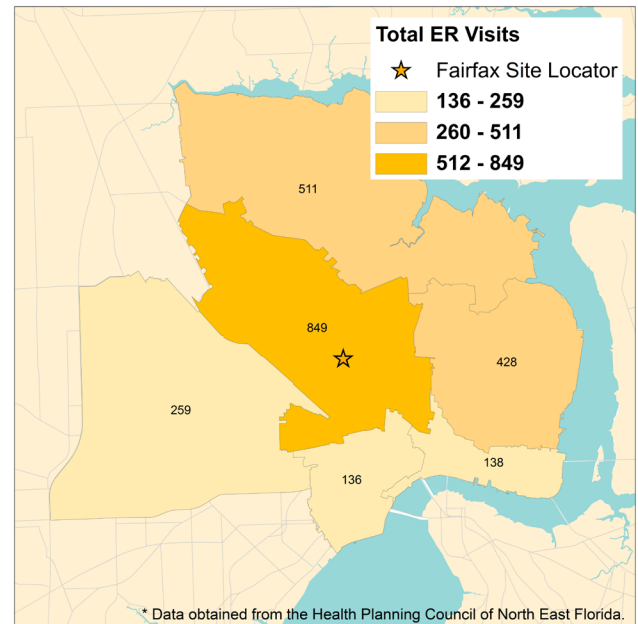 Total ER Visits
Fairfax Site Locator
136 - 259
260 - 511
512 - 849
511
849
428
259
138
136
* Data obtained from the Health Planning Council of North East Florida.